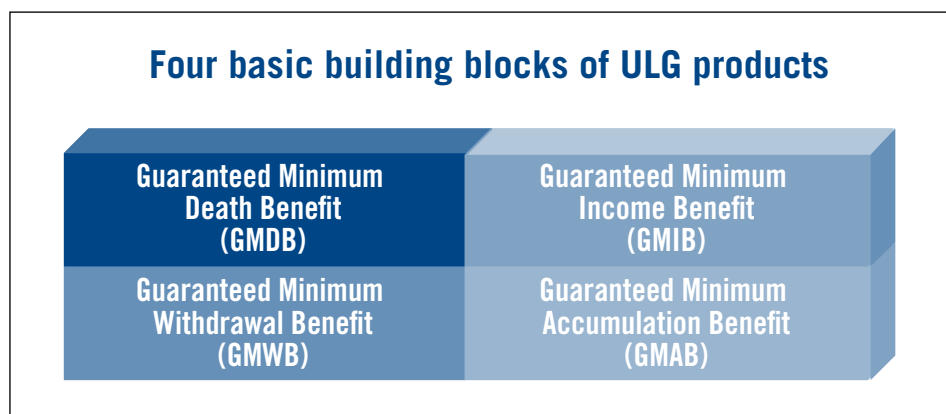 Four basic building blocks of ULG products
Guaranteed Minimum
Death Benefit
(GMDB)
Guaranteed Minimum
Income Benefit
(GMIB)
Guaranteed Minimum
Withdrawal Benefit
(GMWB)
Guaranteed Minimum
Accumulation Benefit
(GMAB)